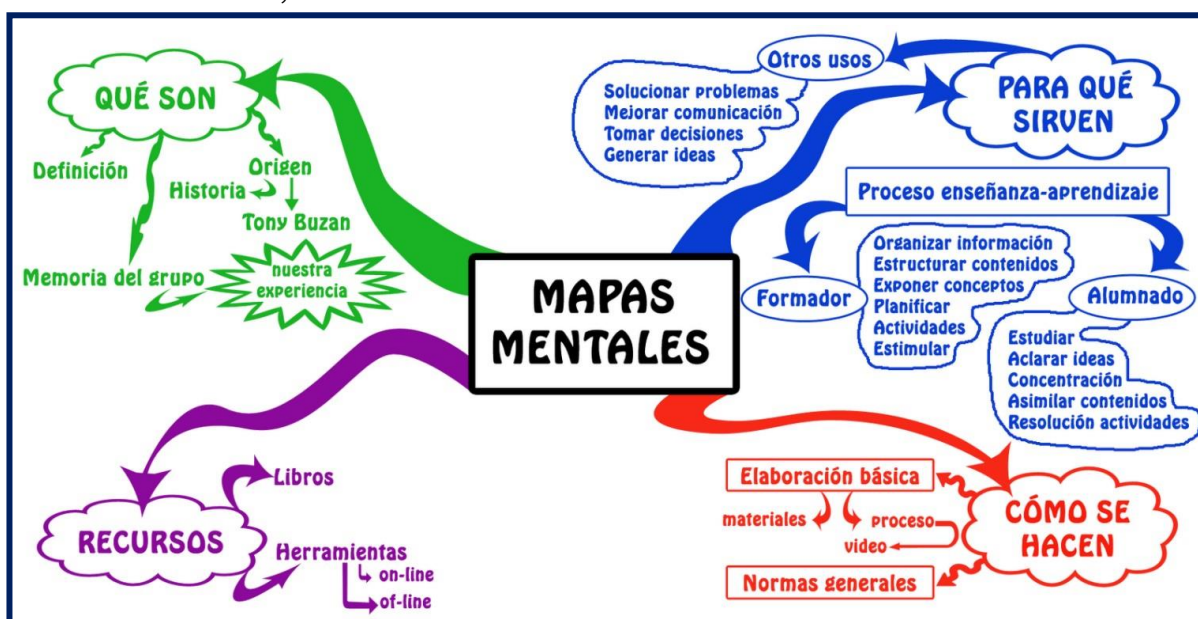 MAPAS
MENTALES
QUÉ SON
Definición
Origen
Historia
Tony Buzan
Memoria del grupo
nuestra
experiencia
Otros usos
Solucionar problemas
Mejorar comunicación
Tomar decisiones
Generar ideas
PARA QUÉ
SIRVEN
Proceso enseñanza-aprendizaje
Formador
Organizar información
Estructurar contenidos
Exponer conceptos
Planificar
Actividades
Estimular
Alumnado
Estudiar
Aclarar ideas
Concentración
Asimilar contenidos
Resolución actividades
RECURSOS
Libros
Herramientas
on-line
of-line
CÓMO SE
HACEN
Elaboración básica
materiales
proceso
video
Normas generales